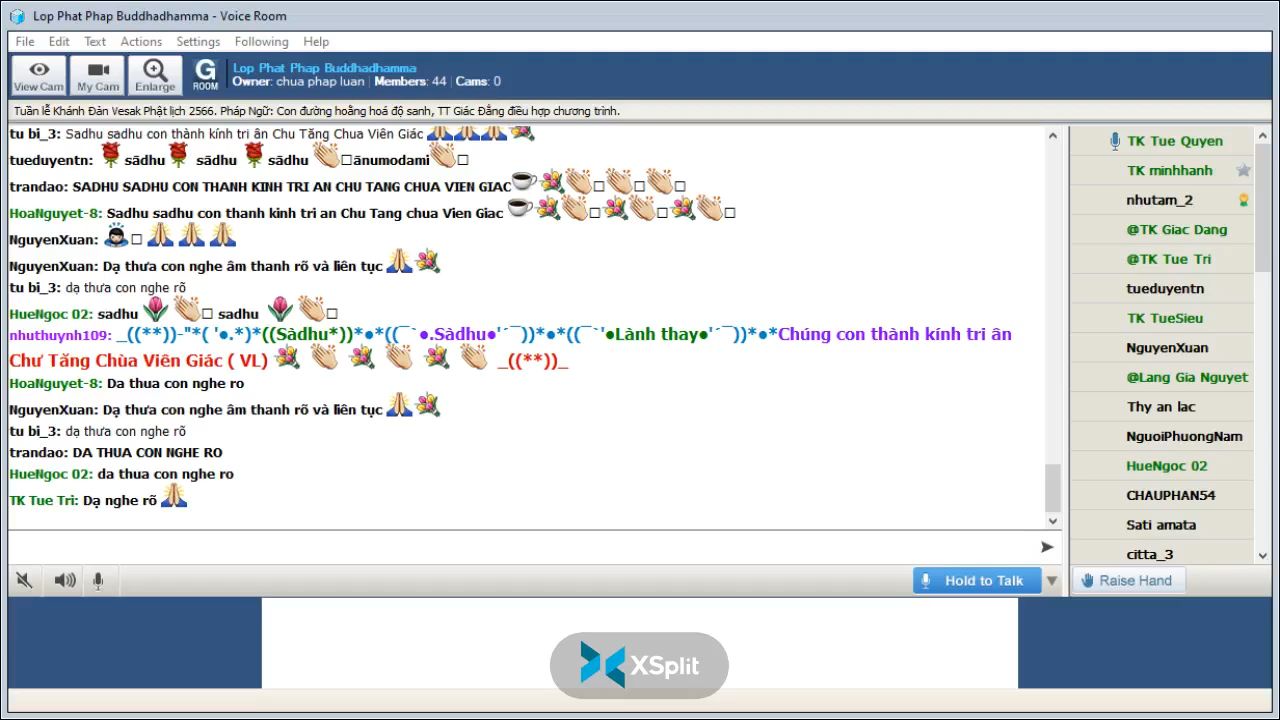 Lop Phat Phap Buddhadhamma - Voice Room
File Edit Text Actions Settings Following Help
View Cam My Cam Enlarge G ROOM
Lop Phat Phap Buddhadhamma
Owner: chua phap luan | Members: 44 | Cams: 0
Tuần lễ Khánh Đản Vesak Phật lịch 2566. Pháp Ngữ: Con đường hoằng hoá độ sanh, TT Giác Đẳng điều hợp chương trình.
tu bi_3: Sadhu sadhu con thành kính tri ân Chu Tăng Chua Viên Giác
tueduyentn: sādhu sādhu sādhu ānumodami
trandao: SADHU SADHU CON THANH KINH TRI AN CHU TANG CHUA VIEN GIAC
HoaNguyet-8: Sadhu sadhu con thanh kinh tri an Chu Tang chua Vien Giac
NguyenXuan:
NguyenXuan: Dạ thưa con nghe âm thanh rõ và liên tục
tu bi_3: dạ thưa con nghe rõ
HueNgoc 02: sadhu sadhu
nhuthuynh109: _((**))-"*( '●.*)*((Sàdhu*))*●*((¯`●.Sàdhu●'´¯))*●*((¯`'●Lành thay●'´¯))*●*Chúng con thành kính tri ân
Chư Tăng Chùa Viên Giác ( VL) _((**))_
HoaNguyet-8: Da thua con nghe ro
NguyenXuan: Dạ thưa con nghe âm thanh rõ và liên tục
tu bi_3: dạ thưa con nghe rõ
trandao: DA THUA CON NGHE RO
HueNgoc 02: da thua con nghe ro
TK Tue Tri: Dạ nghe rõ
TK Tue Quyen
TK minhhanh
nhutam_2
@TK Giac Dang
@TK Tue Tri
tueduyentn
TK TueSieu
NguyenXuan
@Lang Gia Nguyet
Thy an lac
NguoiPhuongNam
HueNgoc 02
CHAUPHAN54
Sati amata
citta_3
Hold to Talk
Raise Hand
XSplit